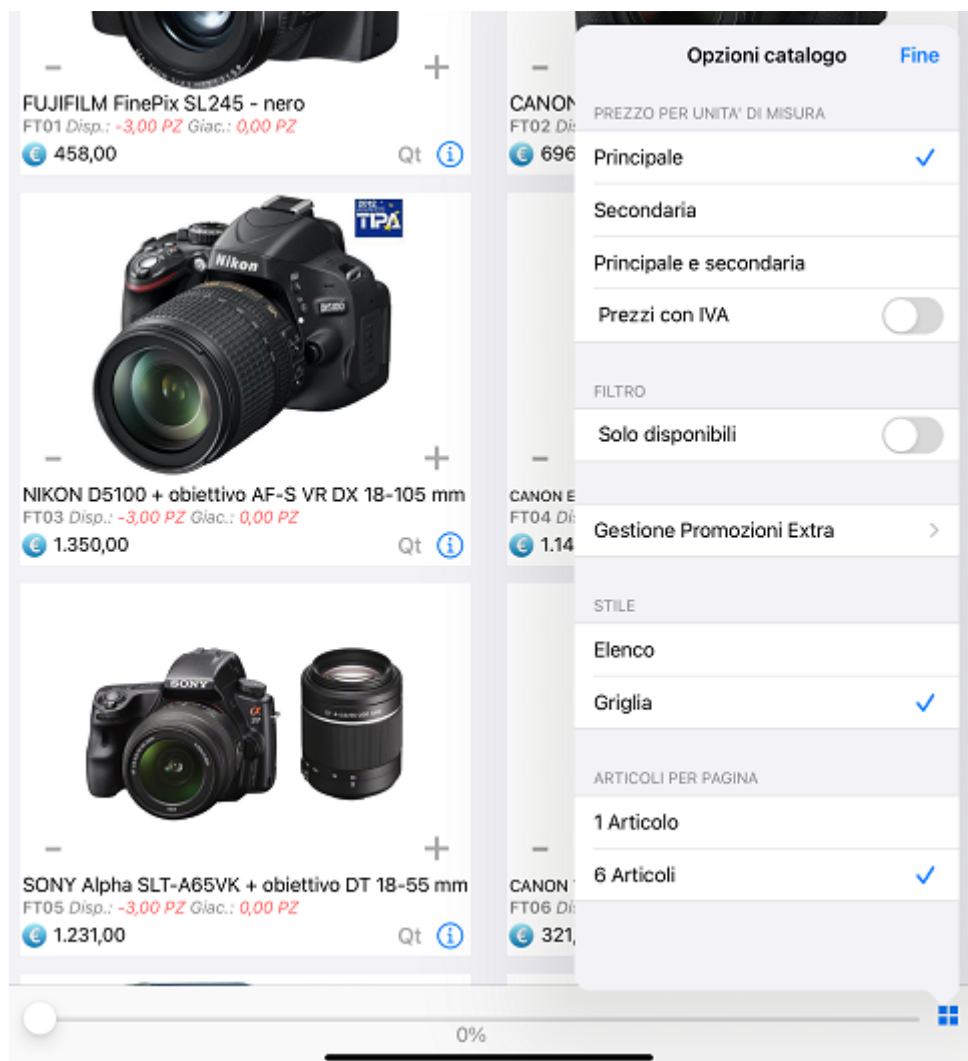 Opzioni catalogo Fine
PREZZO PER UNITA' DI MISURA
Principale
Secondaria
Principale e secondaria
Prezzi con IVA
FILTRO
Solo disponibili
Gestione Promozioni Extra
STILE
Elenco
Griglia
ARTICOLI PER PAGINA
1 Articolo
6 Articoli
FUJIFILM FinePix SL245 - nero
FT01 Disp.: -3,00 PZ Giac.: 0,00 PZ
458,00 Qt
CANON
FT02 Di
696
2012
TIPA
Nikon
D5100
NIKON D5100 + obiettivo AF-S VR DX 18-105 mm
FT03 Disp.: -3,00 PZ Giac.: 0,00 PZ
1.350,00 Qt
CANON E
FT04 Di
1.14
SONY
SONY Alpha SLT-A65VK + obiettivo DT 18-55 mm
FT05 Disp.: -3,00 PZ Giac.: 0,00 PZ
1.231,00 Qt
CANON
FT06 Di
321,
0%